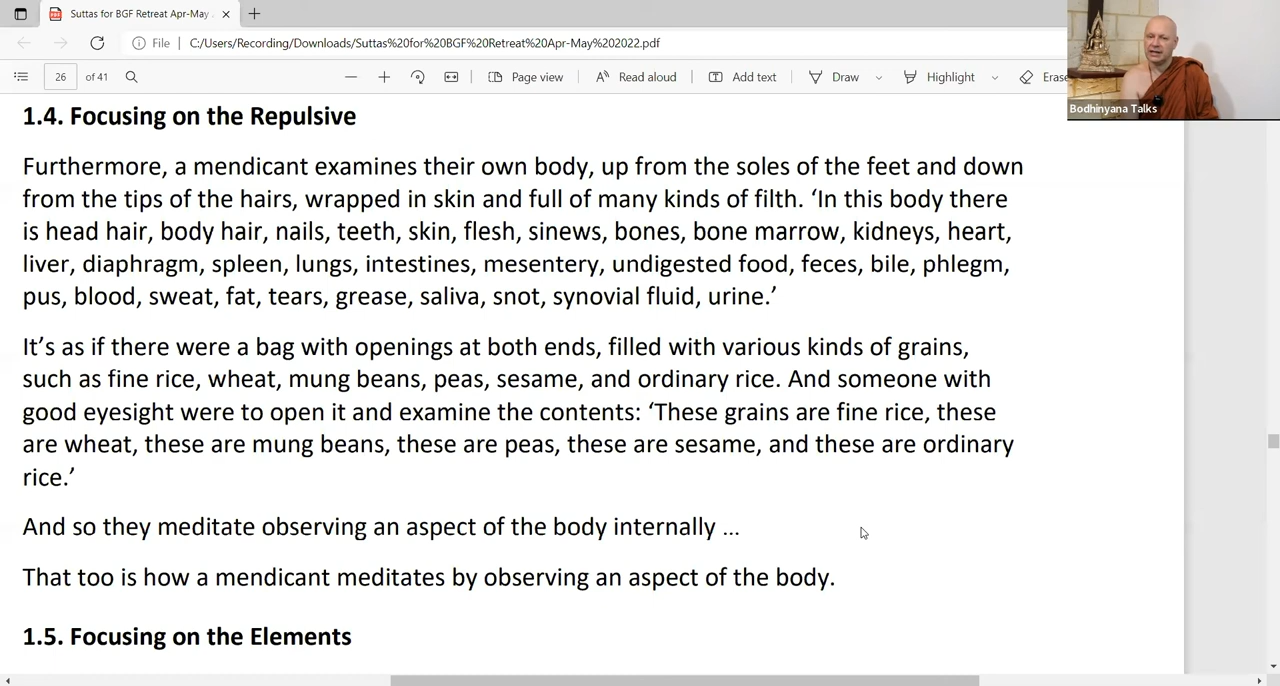 Suttas for BGF Retreat Apr-May
File
C:/Users/Recording/Downloads/Suttas%20for%20BGF%20Retreat%20Apr-May%202022.pdf
26 of 41
Page view
Read aloud
Add text
Draw
Highlight
Eras
Bodhinyana Talks
1.4. Focusing on the Repulsive
Furthermore, a mendicant examines their own body, up from the soles of the feet and down
from the tips of the hairs, wrapped in skin and full of many kinds of filth. ‘In this body there
is head hair, body hair, nails, teeth, skin, flesh, sinews, bones, bone marrow, kidneys, heart,
liver, diaphragm, spleen, lungs, intestines, mesentery, undigested food, feces, bile, phlegm,
pus, blood, sweat, fat, tears, grease, saliva, snot, synovial fluid, urine.’
It’s as if there were a bag with openings at both ends, filled with various kinds of grains,
such as fine rice, wheat, mung beans, peas, sesame, and ordinary rice. And someone with
good eyesight were to open it and examine the contents: ‘These grains are fine rice, these
are wheat, these are mung beans, these are peas, these are sesame, and these are ordinary
rice.’
And so they meditate observing an aspect of the body internally …
That too is how a mendicant meditates by observing an aspect of the body.
1.5. Focusing on the Elements